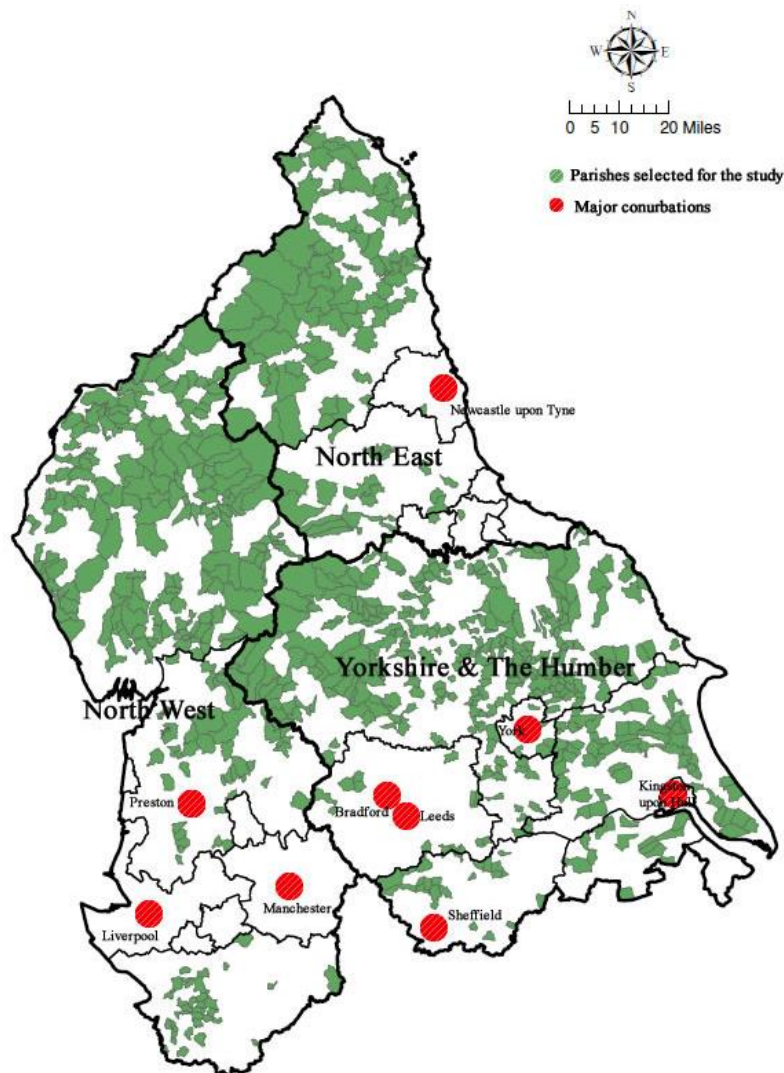 N
W E
S
0 5 10 20 Miles
Parishes selected for the study
Major conurbations
Newcastle upon Tyne
North East
Yorkshire & The Humber
North West
York
Preston
Bradford
Leeds
Kingston
upon Hull
Manchester
Liverpool
Sheffield